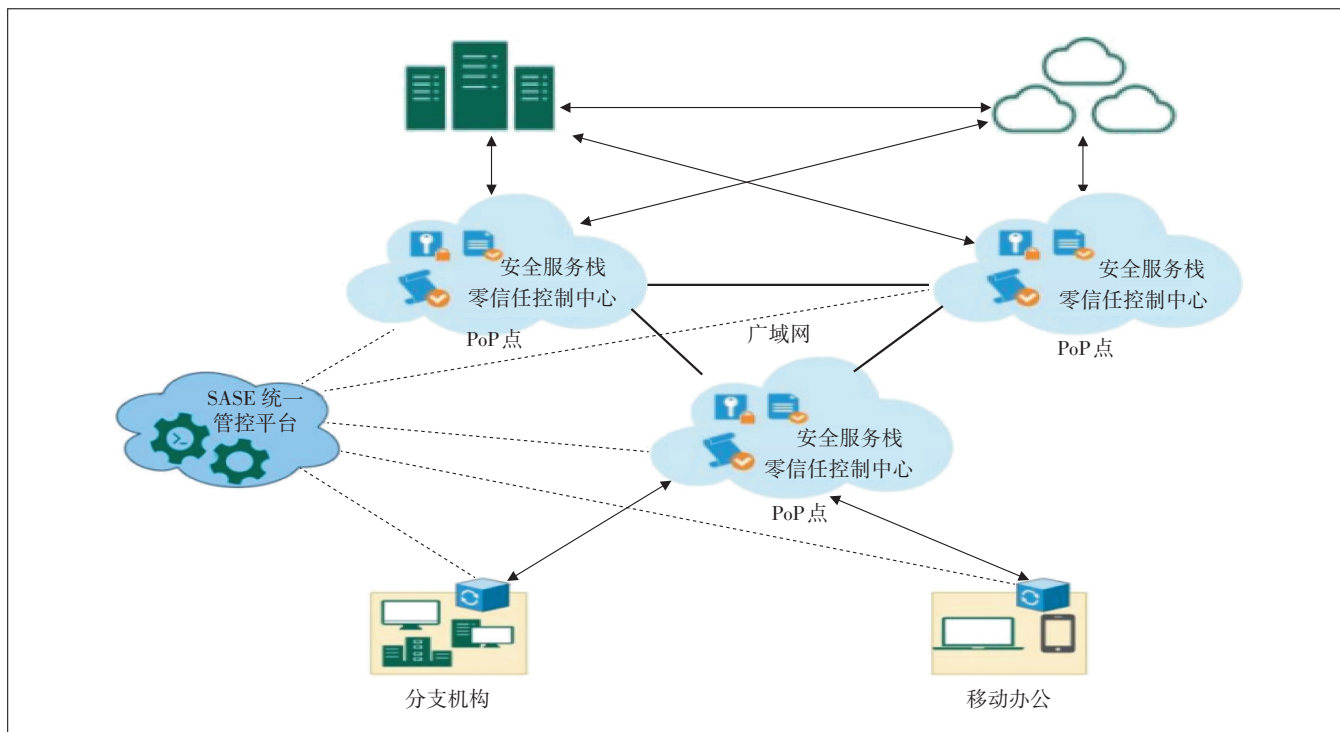 安全服务栈
零信任控制中心
PoP点
安全服务栈
零信任控制中心
PoP点
广域网
SASE 统一
管控平台
安全服务栈
零信任控制中心
PoP点
分支机构
移动办公